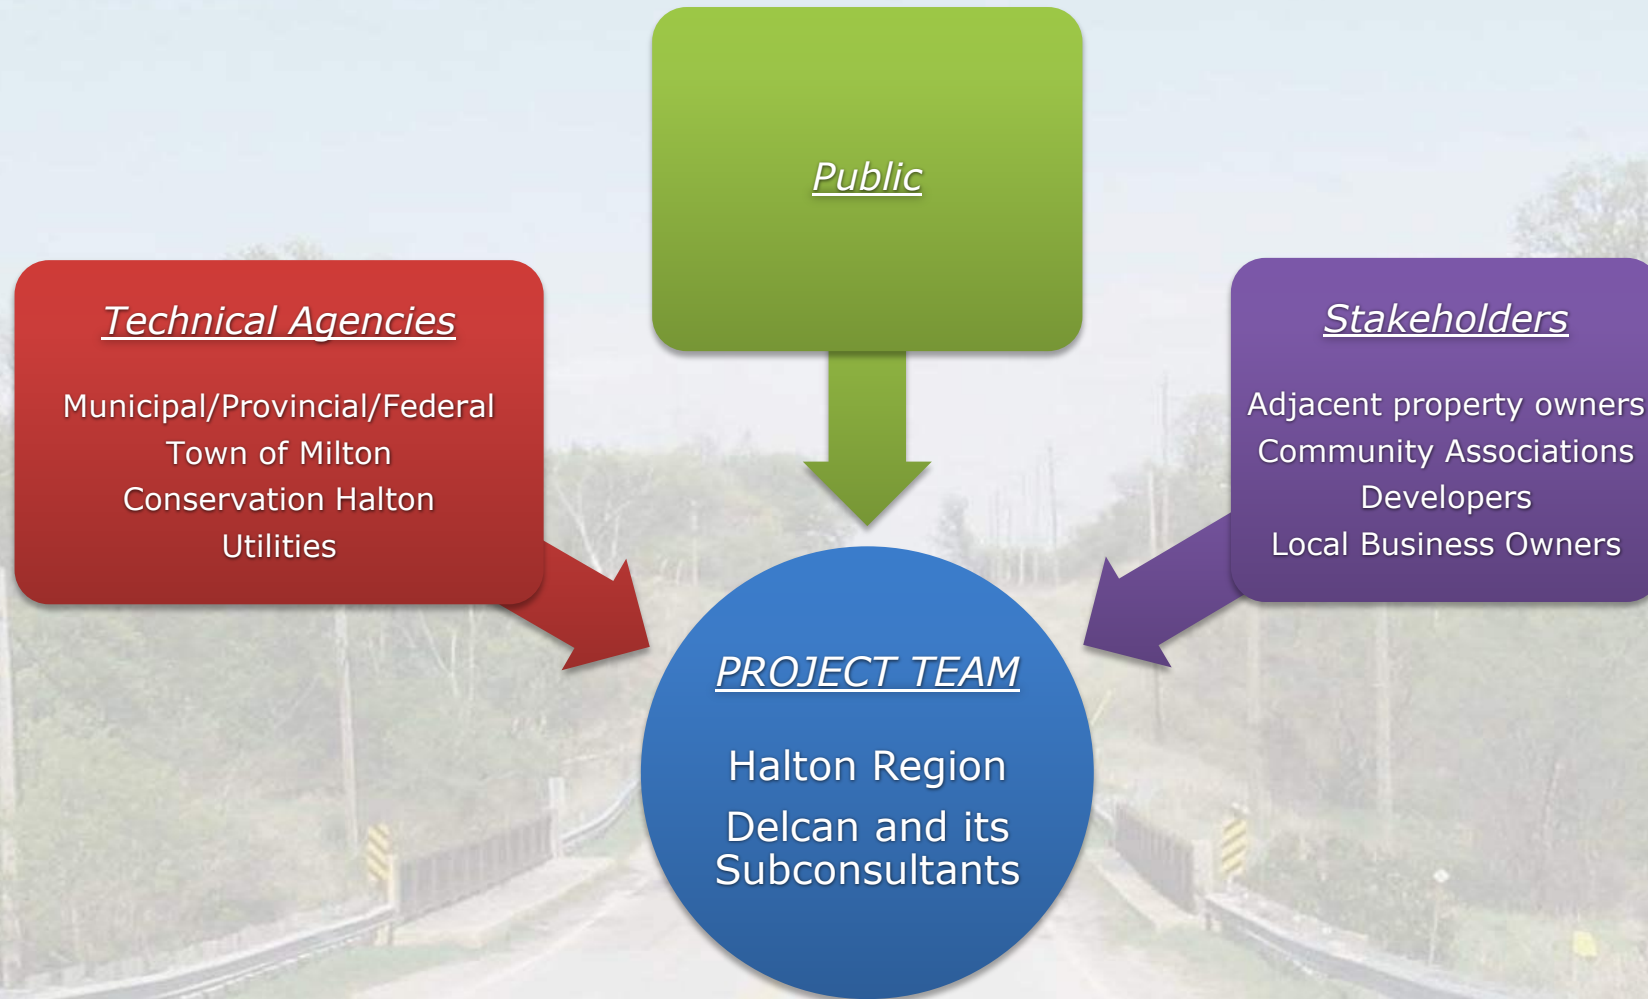 Public
Technical Agencies
Municipal/Provincial/Federal
Town of Milton
Conservation Halton
Utilities
Stakeholders
Adjacent property owners
Community Associations
Developers
Local Business Owners
PROJECT TEAM
Halton Region
Delcan and its
Subconsultants